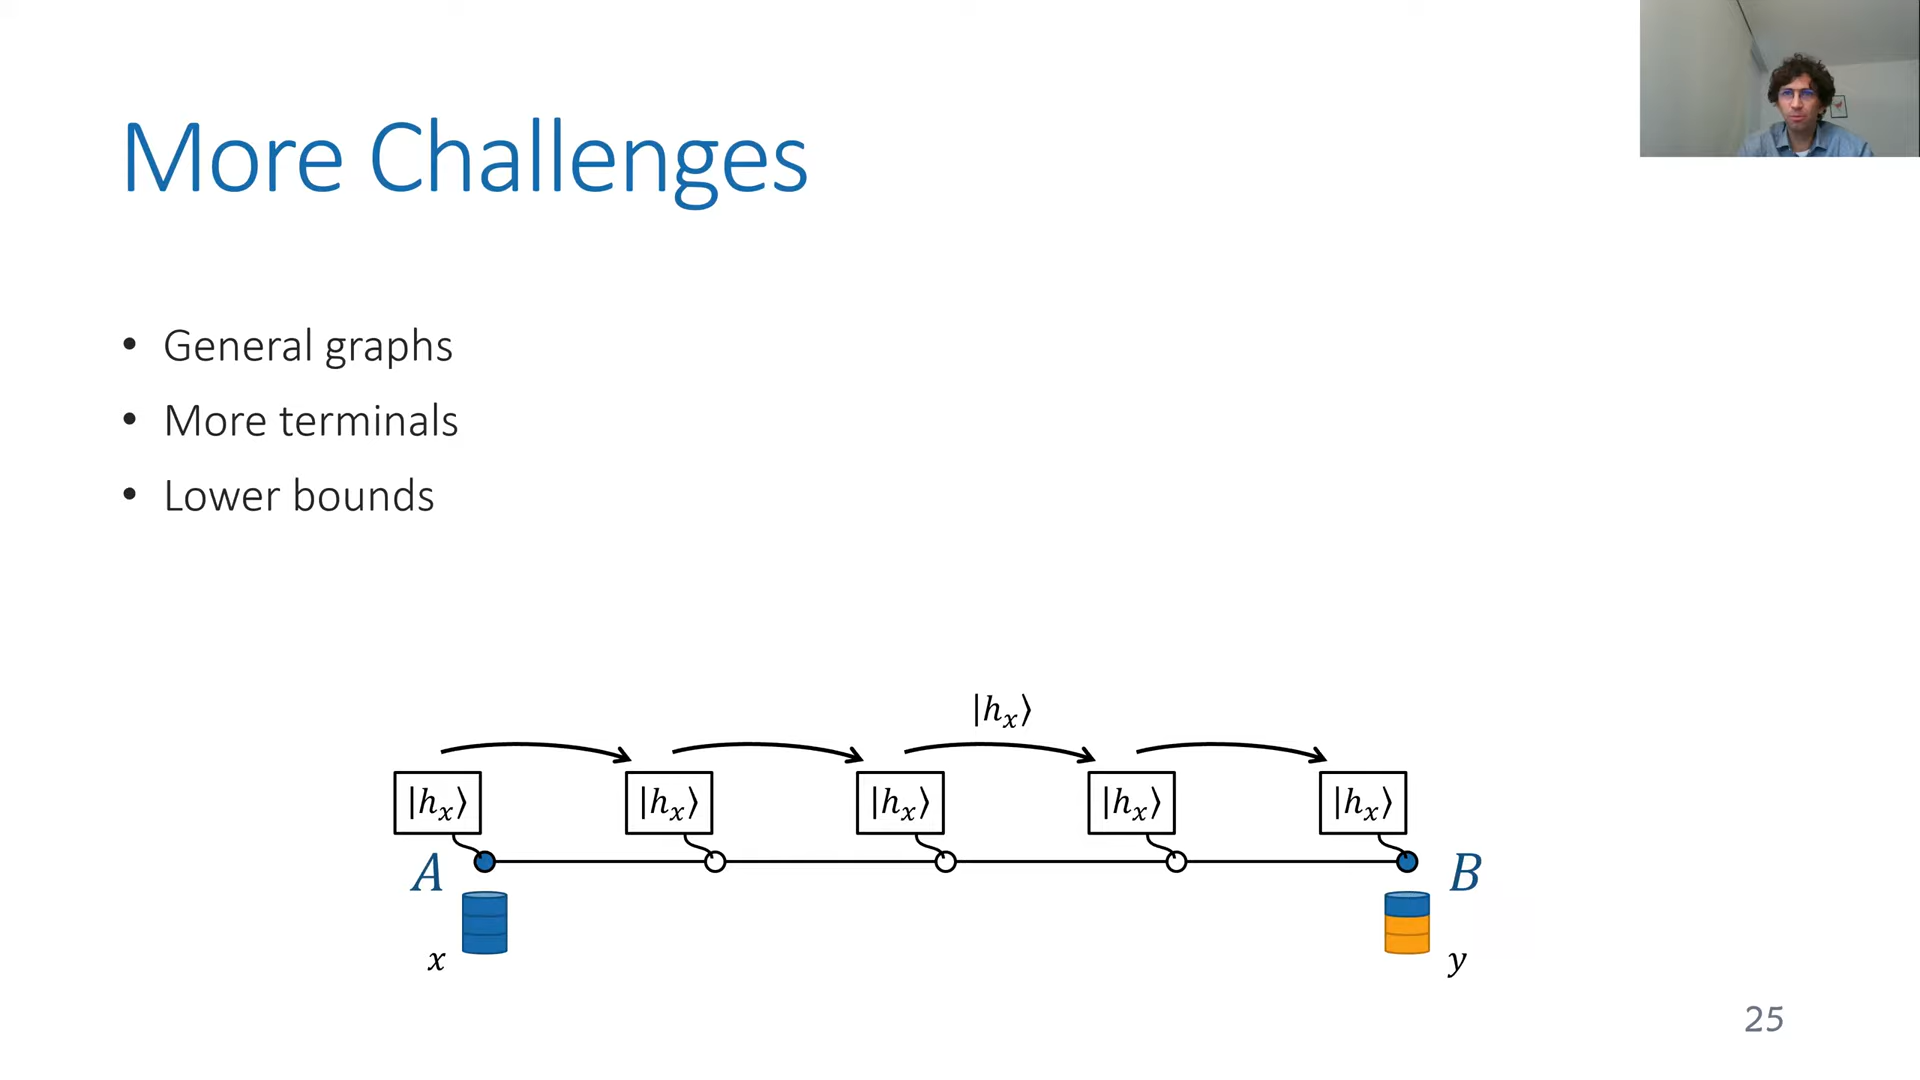 More Challenges
• General graphs
• More terminals
• Lower bounds
|hₓ⟩
|hₓ⟩ |hₓ⟩ |hₓ⟩ |hₓ⟩ |hₓ⟩
A B
x y
25